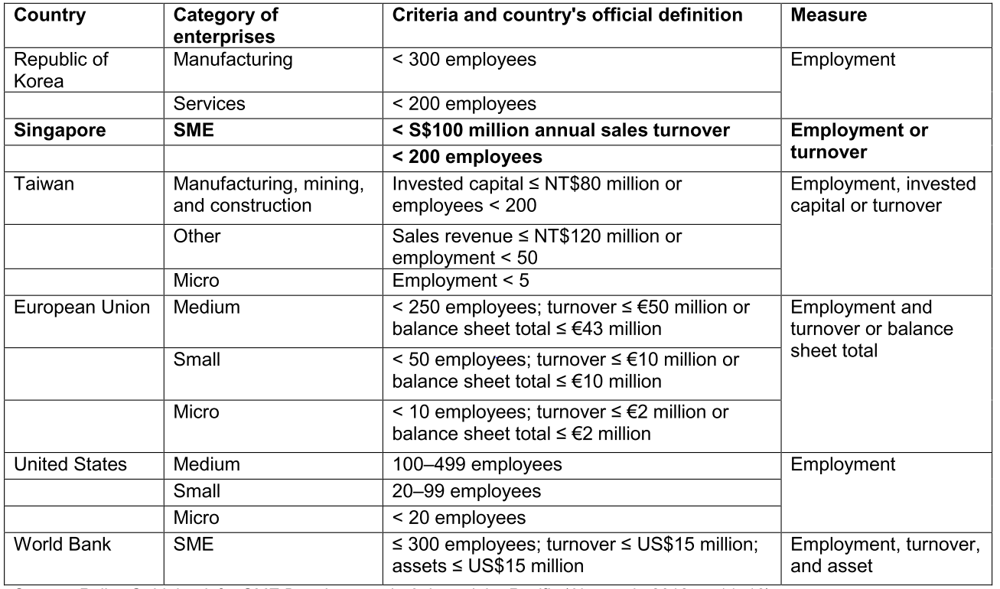 Country
Category of
enterprises
Criteria and country's official definition
Measure
Republic of
Korea
Manufacturing
< 300 employees
Employment
Services
< 200 employees
Singapore
SME
< S$100 million annual sales turnover
Employment or
turnover
< 200 employees
Taiwan
Manufacturing, mining,
and construction
Invested capital ≤ NT$80 million or
employees < 200
Employment, invested
capital or turnover
Other
Sales revenue ≤ NT$120 million or
employment < 50
Micro
Employment < 5
European Union
Medium
< 250 employees; turnover ≤ €50 million or
balance sheet total ≤ €43 million
Employment and
turnover or balance
sheet total
Small
< 50 employees; turnover ≤ €10 million or
balance sheet total ≤ €10 million
Micro
< 10 employees; turnover ≤ €2 million or
balance sheet total ≤ €2 million
United States
Medium
100–499 employees
Employment
Small
20–99 employees
Micro
< 20 employees
World Bank
SME
≤ 300 employees; turnover ≤ US$15 million;
assets ≤ US$15 million
Employment, turnover,
and asset